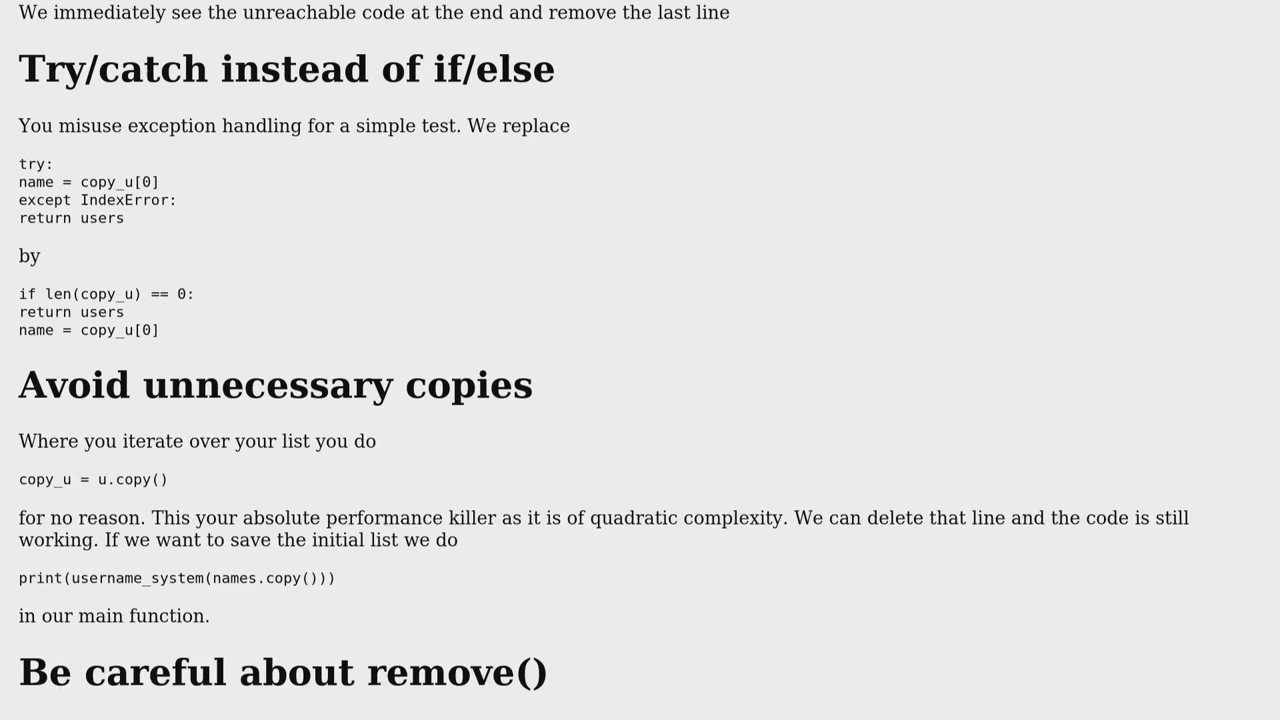 We immediately see the unreachable code at the end and remove the last line
Try/catch instead of if/else
You misuse exception handling for a simple test. We replace
try:
name = copy_u[0]
except IndexError:
return users
by
if len(copy_u) == 0:
return users
name = copy_u[0]
Avoid unnecessary copies
Where you iterate over your list you do
copy_u = u.copy()
for no reason. This your absolute performance killer as it is of quadratic complexity. We can delete that line and the code is still
working. If we want to save the initial list we do
print(username_system(names.copy()))
in our main function.
Be careful about remove()